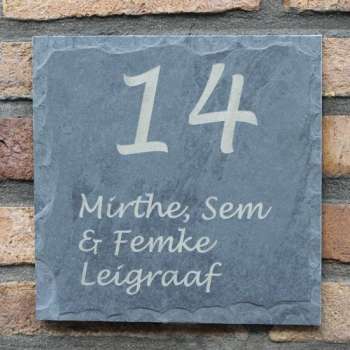 14
Mirthe, Sem
& Femke
Leigraaf